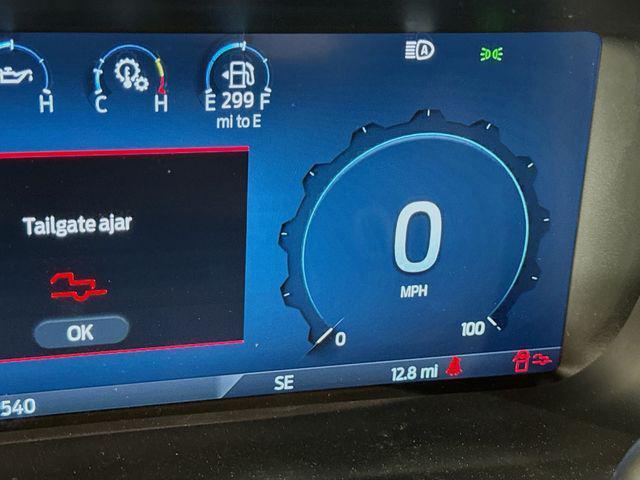 A
H
C H
E 299 F
mi to E
Tailgate ajar
0
MPH
OK
0
100
SE
12.8 mi
540